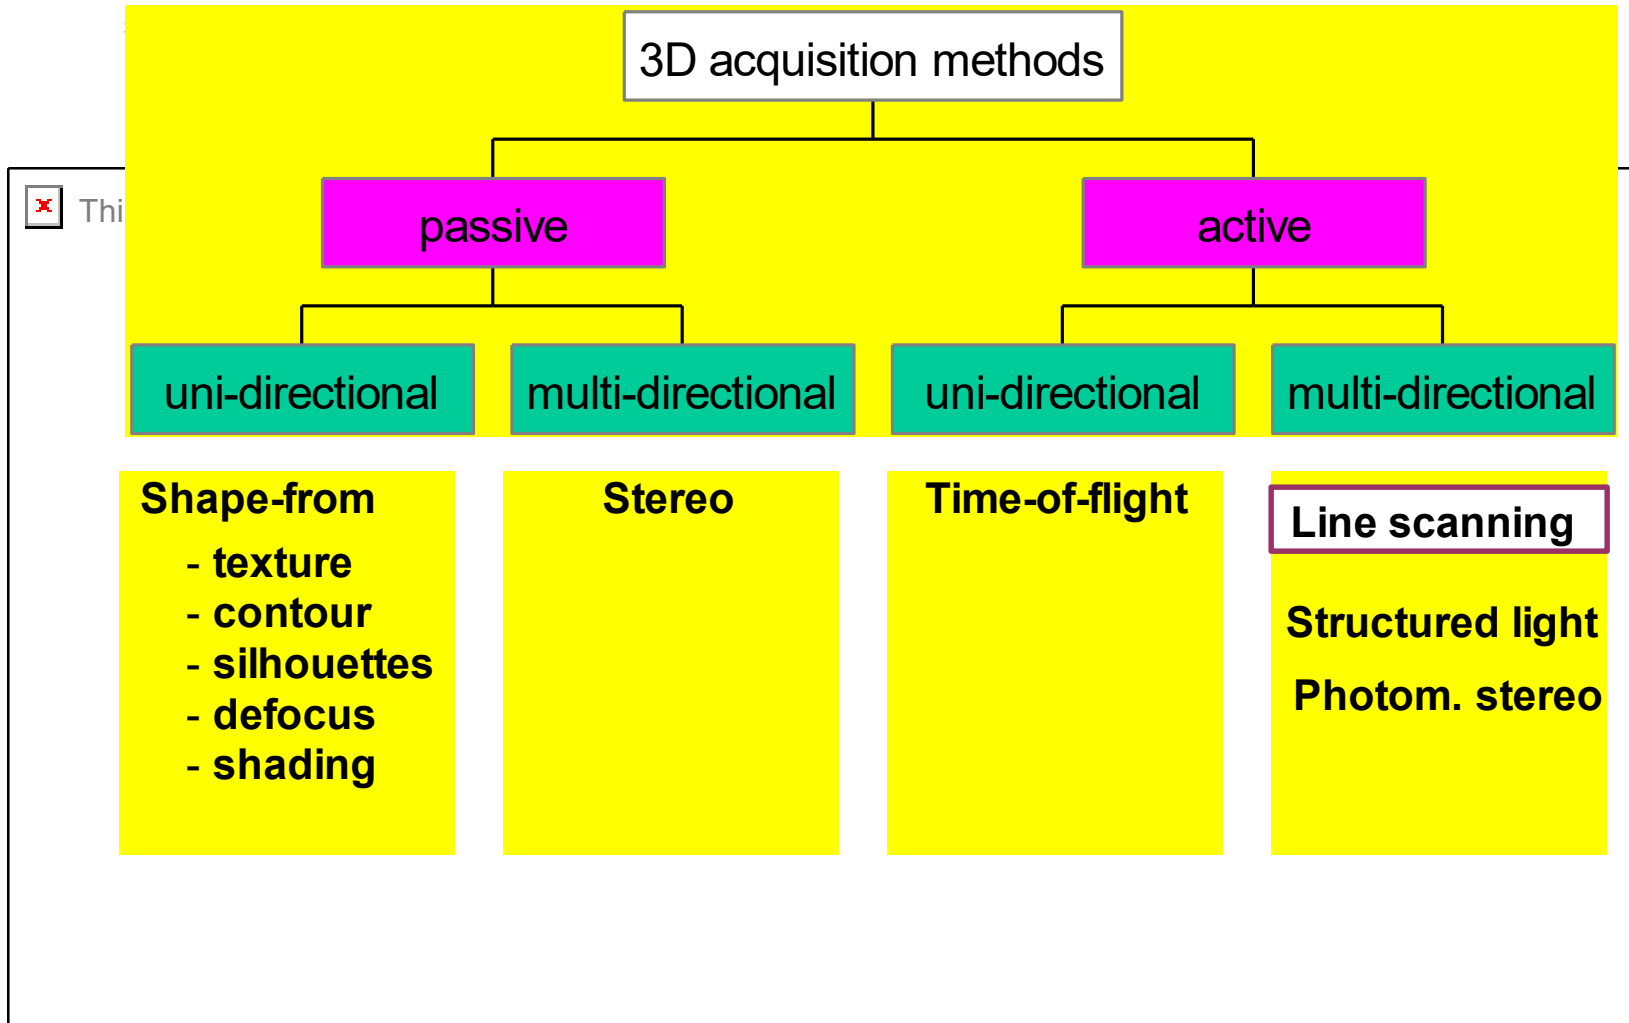 3D acquisition methods
Thi
passive
active
uni-directional
multi-directional
uni-directional
multi-directional
Shape-from
- texture
- contour
- silhouettes
- defocus
- shading
Stereo
Time-of-flight
Line scanning
Structured light
Photom. stereo